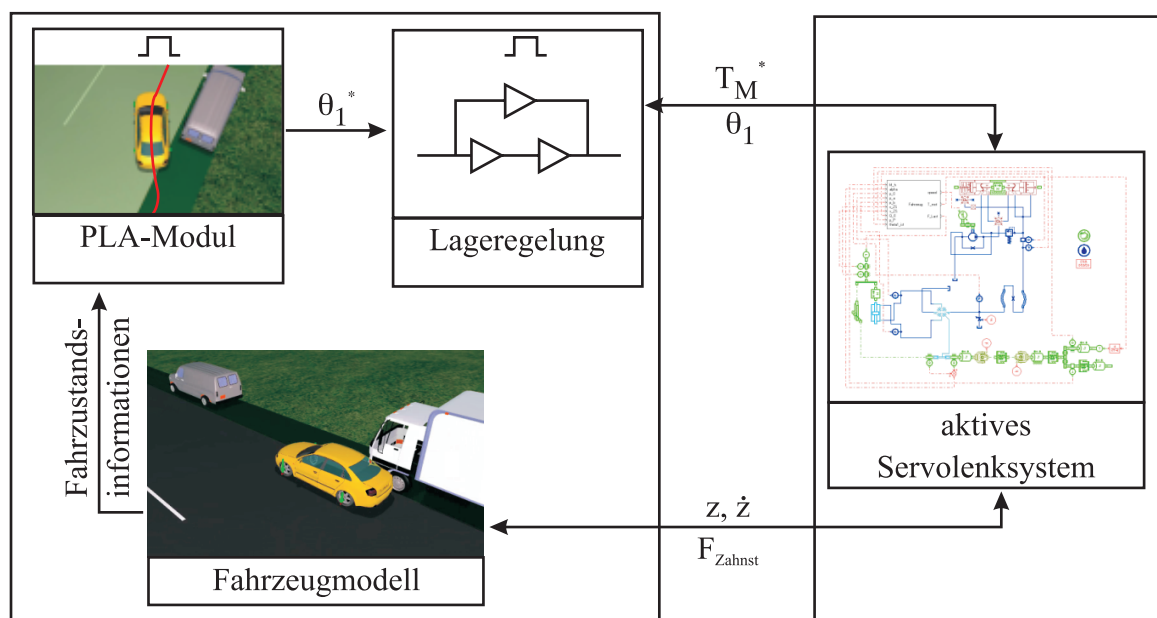 θ₁*
T_M*
θ₁
PLA-Modul
Lageregelung
Fahrzustands-
informationen
aktives
Servolenksystem
z, ż
F_Zahnst
Fahrzeugmodell